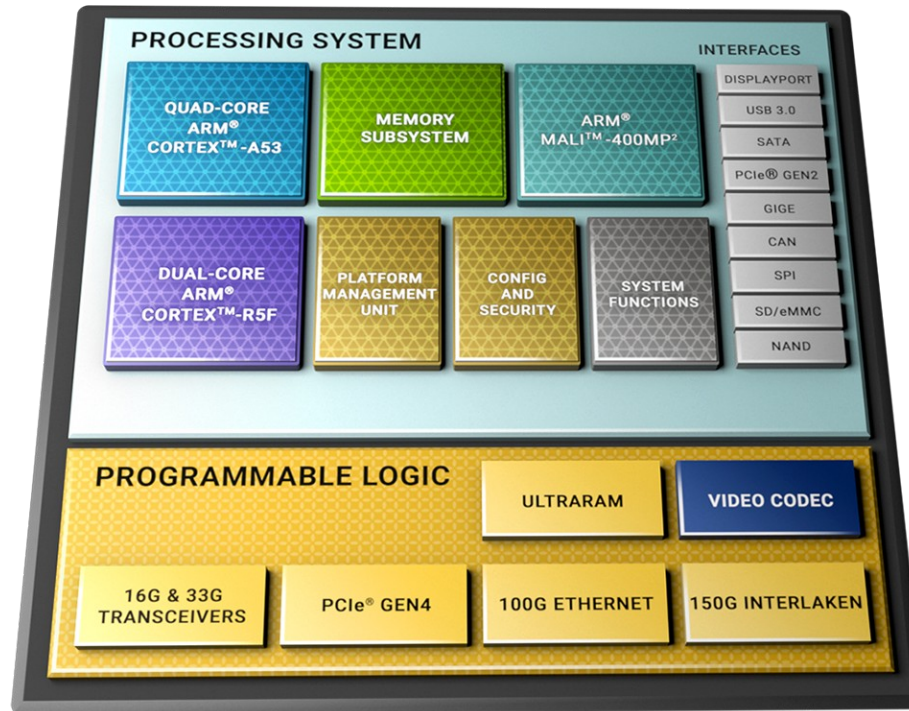 PROCESSING SYSTEM
INTERFACES
QUAD-CORE
ARM®
CORTEX™-A53
MEMORY
SUBSYSTEM
ARM®
MALI™-400MP²
DISPLAYPORT
USB 3.0
SATA
PCIe® GEN2
GIGE
CAN
SPI
SD/eMMC
NAND
DUAL-CORE
ARM®
CORTEX™-R5F
PLATFORM
MANAGEMENT
UNIT
CONFIG
AND
SECURITY
SYSTEM
FUNCTIONS
PROGRAMMABLE LOGIC
ULTRARAM
VIDEO CODEC
16G & 33G
TRANSCEIVERS
PCIe® GEN4
100G ETHERNET
150G INTERLAKEN